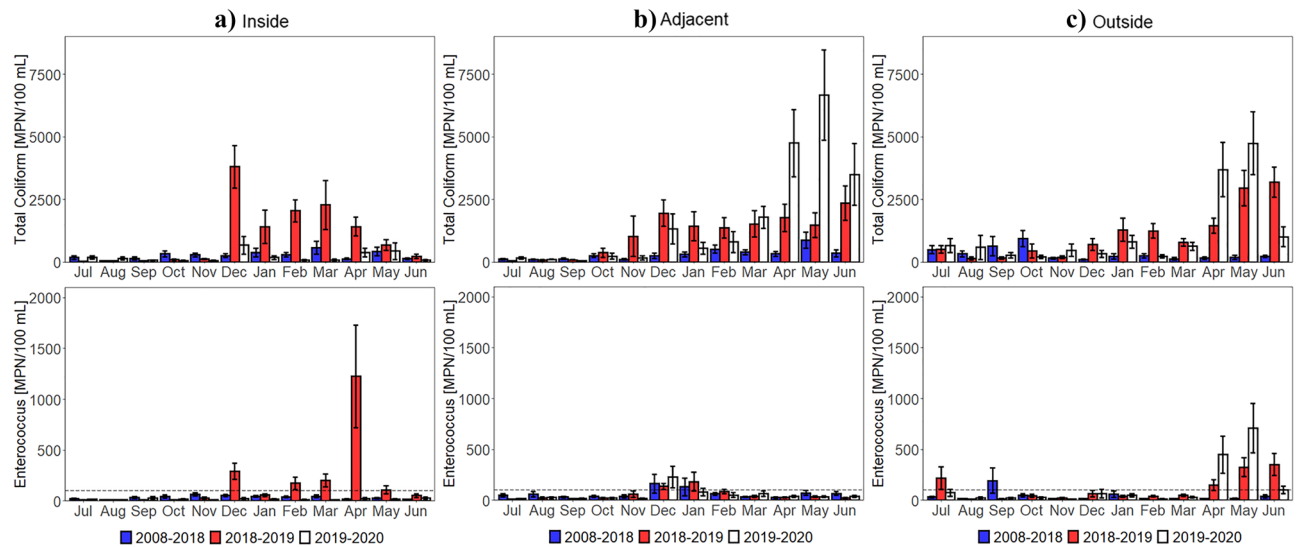 a) Inside
b) Adjacent
c) Outside
Total Coliform [MPN/100 mL]
7500
5000
2500
0
Jul Aug Sep Oct Nov Dec Jan Feb Mar Apr May Jun
Total Coliform [MPN/100 mL]
7500
5000
2500
0
Jul Aug Sep Oct Nov Dec Jan Feb Mar Apr May Jun
Total Coliform [MPN/100 mL]
7500
5000
2500
0
Jul Aug Sep Oct Nov Dec Jan Feb Mar Apr May Jun
Enterococcus [MPN/100 mL]
2000
1500
1000
500
0
Jul Aug Sep Oct Nov Dec Jan Feb Mar Apr May Jun
2008-2018 2018-2019 2019-2020
Enterococcus [MPN/100 mL]
2000
1500
1000
500
0
Jul Aug Sep Oct Nov Dec Jan Feb Mar Apr May Jun
2008-2018 2018-2019 2019-2020
Enterococcus [MPN/100 mL]
2000
1500
1000
500
0
Jul Aug Sep Oct Nov Dec Jan Feb Mar Apr May Jun
2008-2018 2018-2019 2019-2020